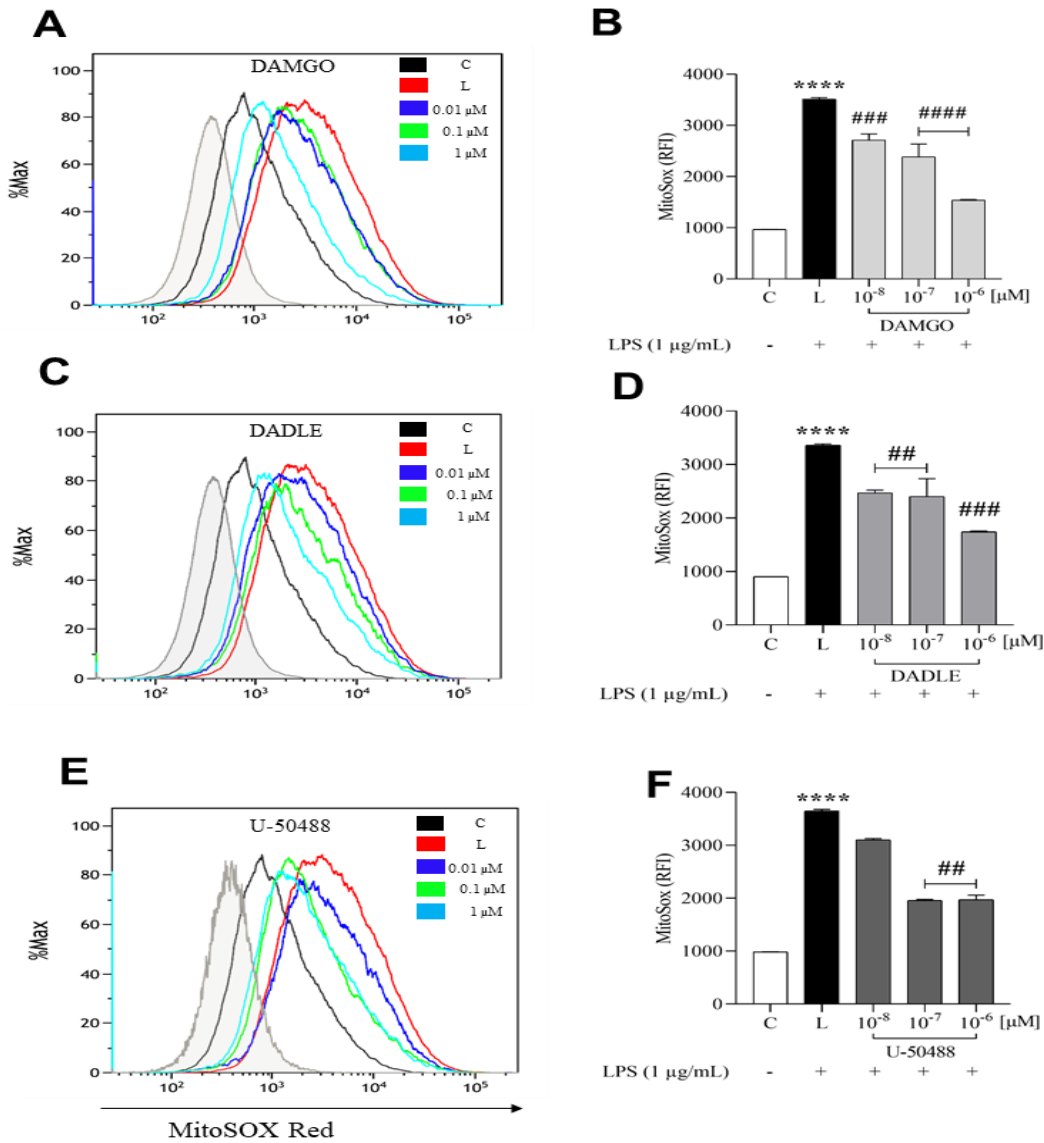 A
DAMGO
C
L
0.01 µM
0.1 µM
1 µM
%Max
100
80
60
40
20
0
10²
10³
10⁴
10⁵
B
MitoSox (RFI)
4000
3000
2000
1000
0
****
###
####
C
L
10⁻⁸
10⁻⁷
10⁻⁶
[µM]
DAMGO
LPS (1 µg/mL)
-
+
+
+
+
C
DADLE
C
L
0.01 µM
0.1 µM
1 µM
%Max
100
80
60
40
20
0
10²
10³
10⁴
10⁵
D
MitoSox (RFI)
4000
3000
2000
1000
0
****
##
###
C
L
10⁻⁸
10⁻⁷
10⁻⁶
[µM]
DADLE
LPS (1 µg/mL)
-
+
+
+
+
E
U-50488
C
L
0.01 µM
0.1 µM
1 µM
%Max
100
80
60
40
20
0
10²
10³
10⁴
10⁵
MitoSOX Red
F
MitoSox (RFI)
4000
3000
2000
1000
0
****
##
C
L
10⁻⁸
10⁻⁷
10⁻⁶
[µM]
U-50488
LPS (1 µg/mL)
-
+
+
+
+